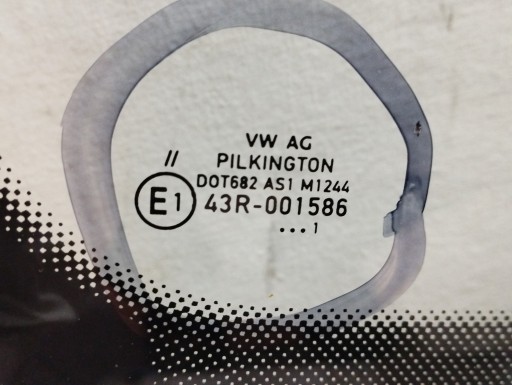 VW AG
// PILKINGTON
DOT682 AS1 M1244
E1 43R-001586
...1